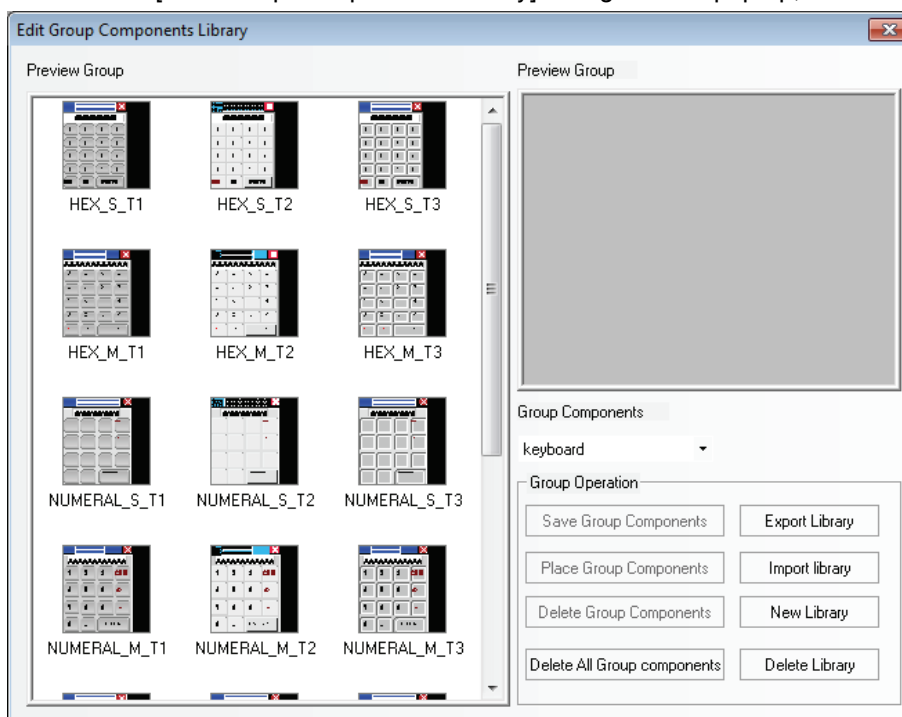 Edit Group Components Library
Preview Group
Preview Group
HEX_S_T1
HEX_S_T2
HEX_S_T3
HEX_M_T1
HEX_M_T2
HEX_M_T3
NUMERAL_S_T1
NUMERAL_S_T2
NUMERAL_S_T3
NUMERAL_M_T1
NUMERAL_M_T2
NUMERAL_M_T3
Group Components
keyboard
Group Operation
Save Group Components
Export Library
Place Group Components
Import library
Delete Group Components
New Library
Delete All Group components
Delete Library